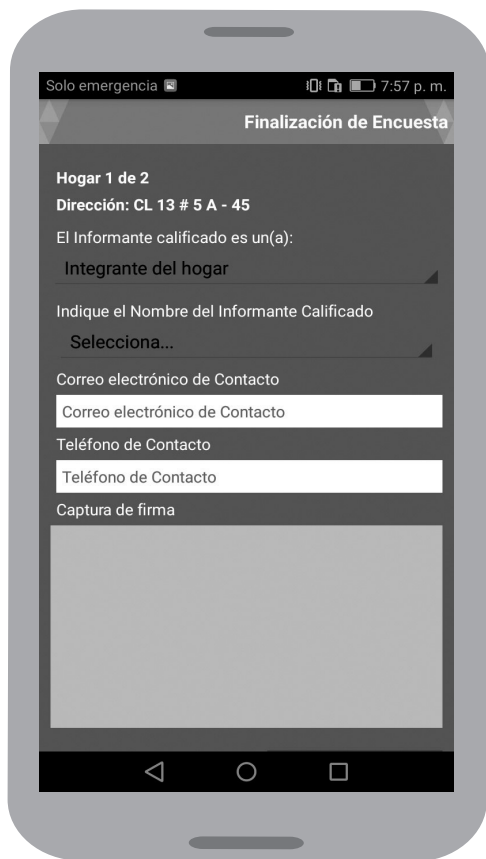 Solo emergencia 7:57 p. m.
Finalización de Encuesta
Hogar 1 de 2
Dirección: CL 13 # 5 A - 45
El Informante calificado es un(a):
Integrante del hogar
Indique el Nombre del Informante Calificado
Selecciona...
Correo electrónico de Contacto
Correo electrónico de Contacto
Teléfono de Contacto
Teléfono de Contacto
Captura de firma